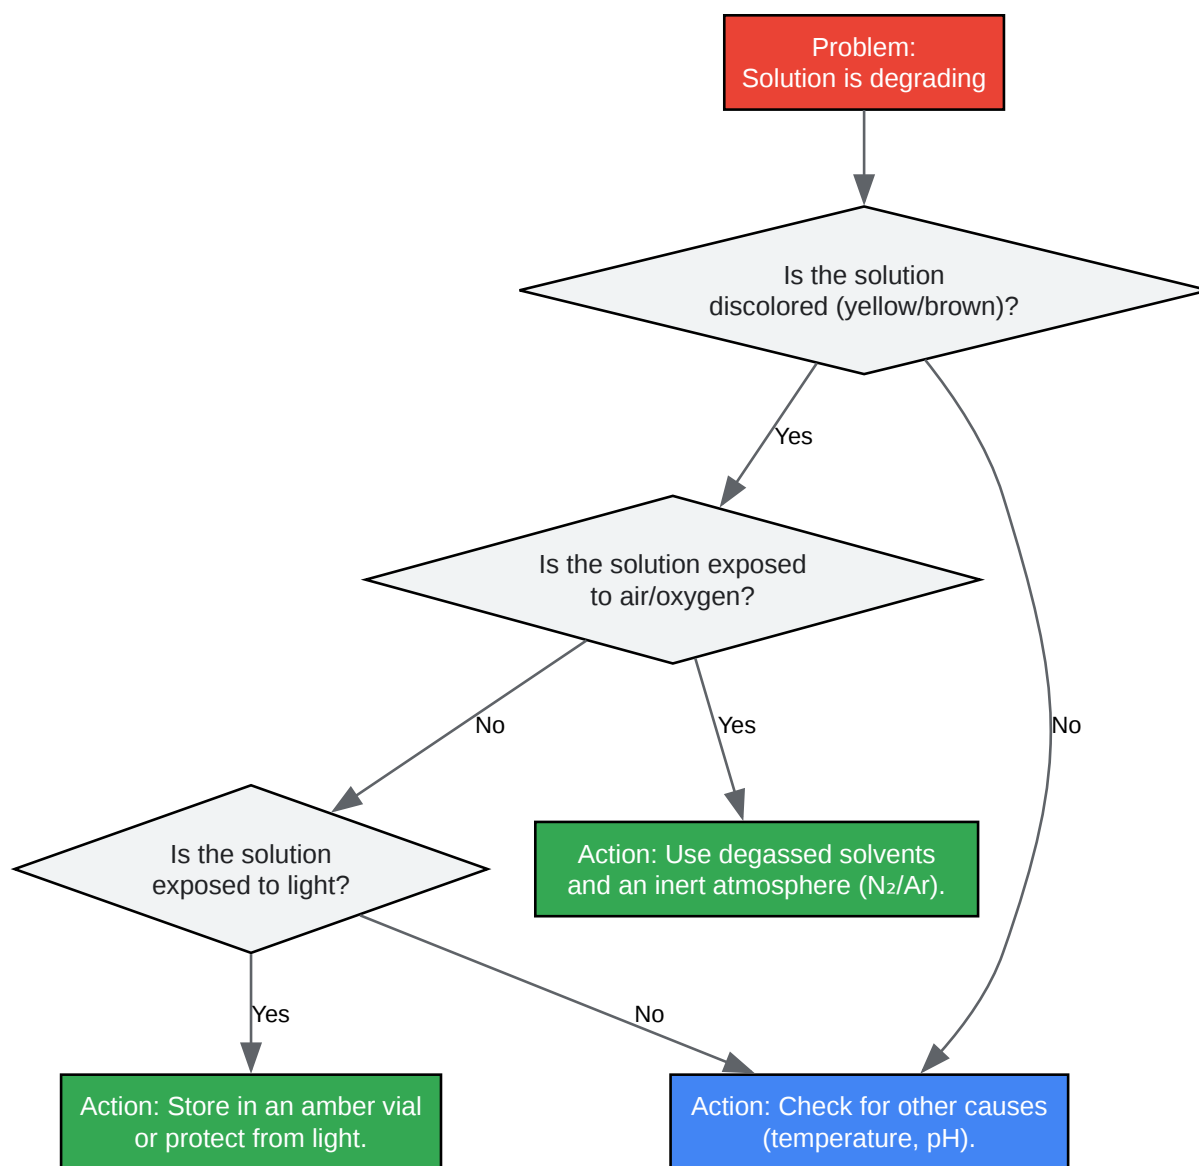 Problem:
Solution is degrading
Is the solution
discolored (yellow/brown)?
Yes
Is the solution exposed
to air/oxygen?
No
Yes
No
Is the solution
exposed to light?
Action: Use degassed solvents
and an inert atmosphere (N₂/Ar).
Yes
No
Action: Store in an amber vial
or protect from light.
Action: Check for other causes
(temperature, pH).